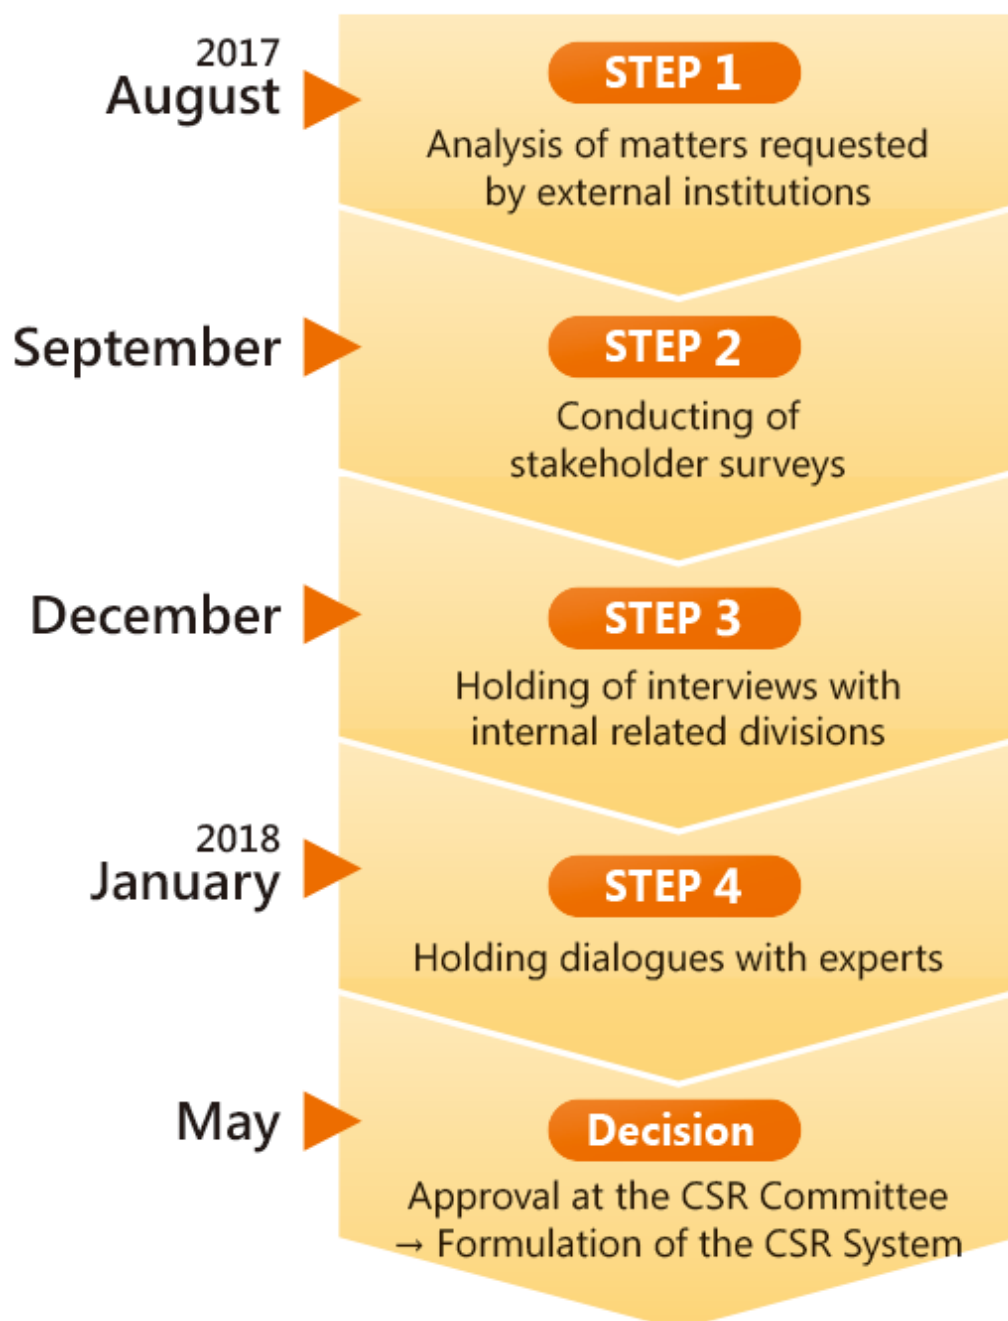 2017
August
STEP 1
Analysis of matters requested
by external institutions
September
STEP 2
Conducting of
stakeholder surveys
December
STEP 3
Holding of interviews with
internal related divisions
2018
January
STEP 4
Holding dialogues with experts
May
Decision
Approval at the CSR Committee
→ Formulation of the CSR System